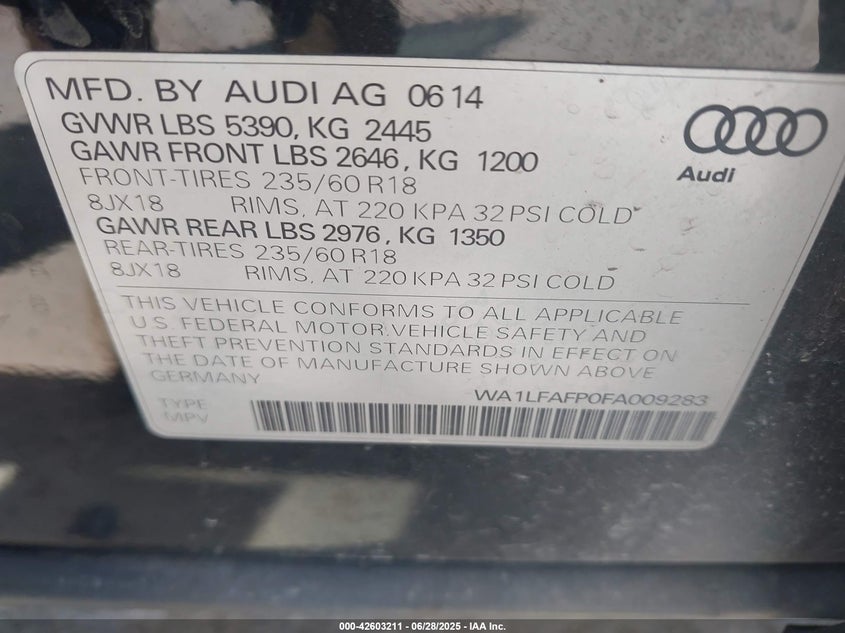 MFD. BY AUDI AG 06 14
GVWR LBS 5390, KG 2445
GAWR FRONT LBS 2646, KG 1200
FRONT-TIRES 235/60 R18
8JX18 RIMS, AT 220 KPA 32 PSI COLD
GAWR REAR LBS 2976, KG 1350
REAR-TIRES 235/60 R18
8JX18 RIMS, AT 220 KPA 32 PSI COLD
Audi
THIS VEHICLE CONFORMS TO ALL APPLICABLE
U.S. FEDERAL MOTOR VEHICLE SAFETY AND
THEFT PREVENTION STANDARDS IN EFFECT ON
THE DATE OF MANUFACTURE SHOWN ABOVE
GERMANY
WA1LFAFP0FA009283
TYPE
MPV
000-42603211 - 06/28/2025 - IAA Inc.